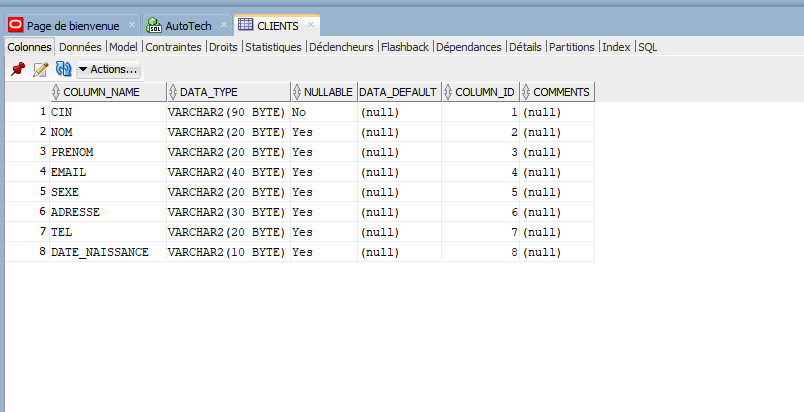 Page de bienvenue AutoTech CLIENTS
Colonnes Données Model Contraintes Droits Statistiques Déclencheurs Flashback Dépendances Détails Partitions Index SQL
Actions...
COLUMN_NAME DATA_TYPE NULLABLE DATA_DEFAULT COLUMN_ID COMMENTS
1 CIN VARCHAR2(90 BYTE) No (null) 1 (null)
2 NOM VARCHAR2(20 BYTE) Yes (null) 2 (null)
3 PRENOM VARCHAR2(20 BYTE) Yes (null) 3 (null)
4 EMAIL VARCHAR2(40 BYTE) Yes (null) 4 (null)
5 SEXE VARCHAR2(20 BYTE) Yes (null) 5 (null)
6 ADRESSE VARCHAR2(30 BYTE) Yes (null) 6 (null)
7 TEL VARCHAR2(20 BYTE) Yes (null) 7 (null)
8 DATE_NAISSANCE VARCHAR2(10 BYTE) Yes (null) 8 (null)